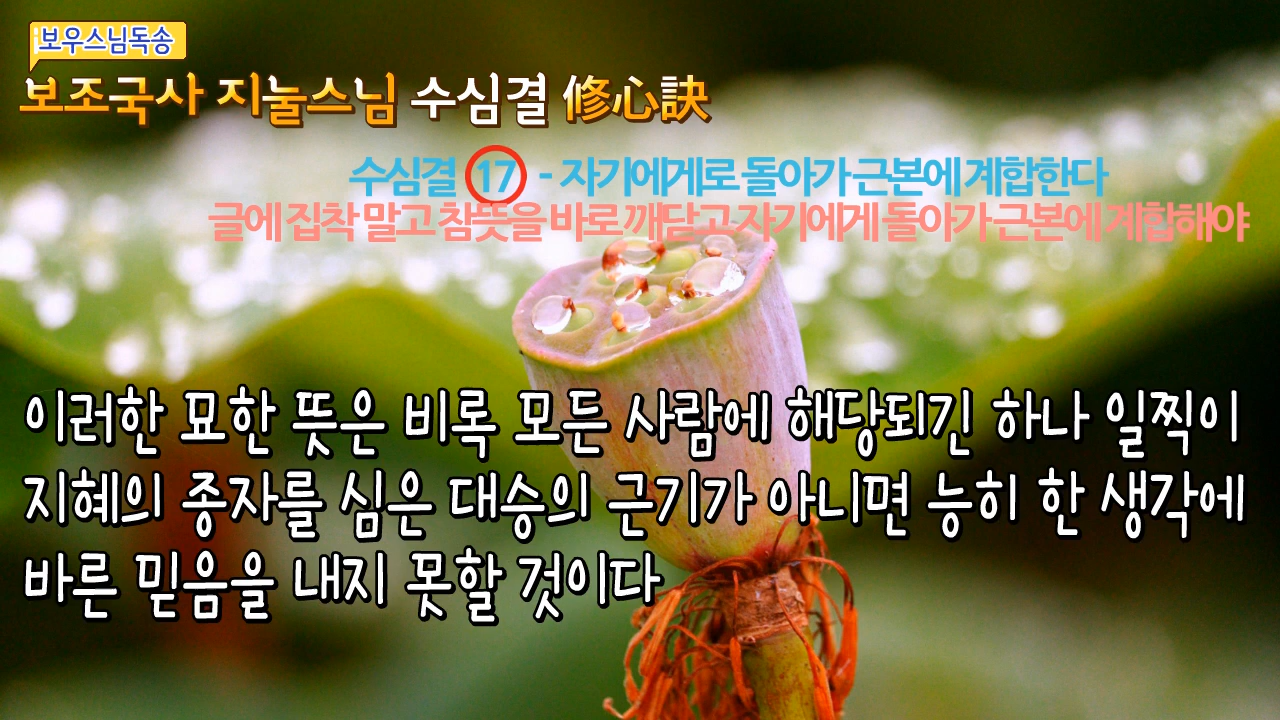 보우스님독송
보조국사 지눌스님 수심결 修心訣
수심결 17 - 자기에게로 돌아가 근본에 계합한다
글에 집착 말고 참뜻을 바로 깨닫고 자기에게 돌아가 근본에 계합해야
이러한 묘한 뜻은 비록 모든 사람에 해당되긴 하나 일찍이
지혜의 종자를 심은 대승의 근기가 아니면 능히 한 생각에
바른 믿음을 내지 못할 것이다